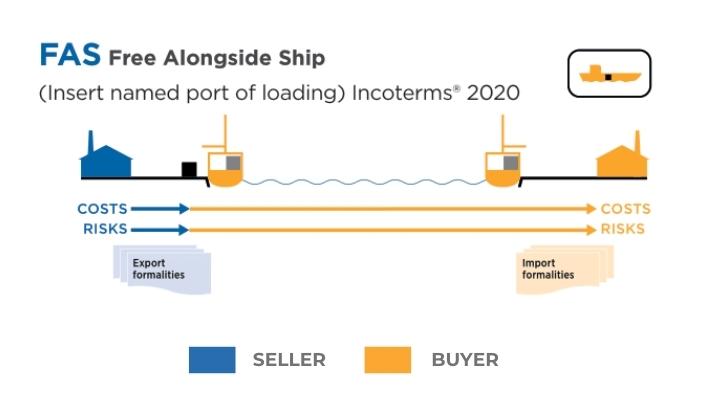 FAS Free Alongside Ship
(Insert named port of loading) Incoterms® 2020
COSTS COSTS
RISKS RISKS
Export
formalities
Import
formalities
SELLER BUYER